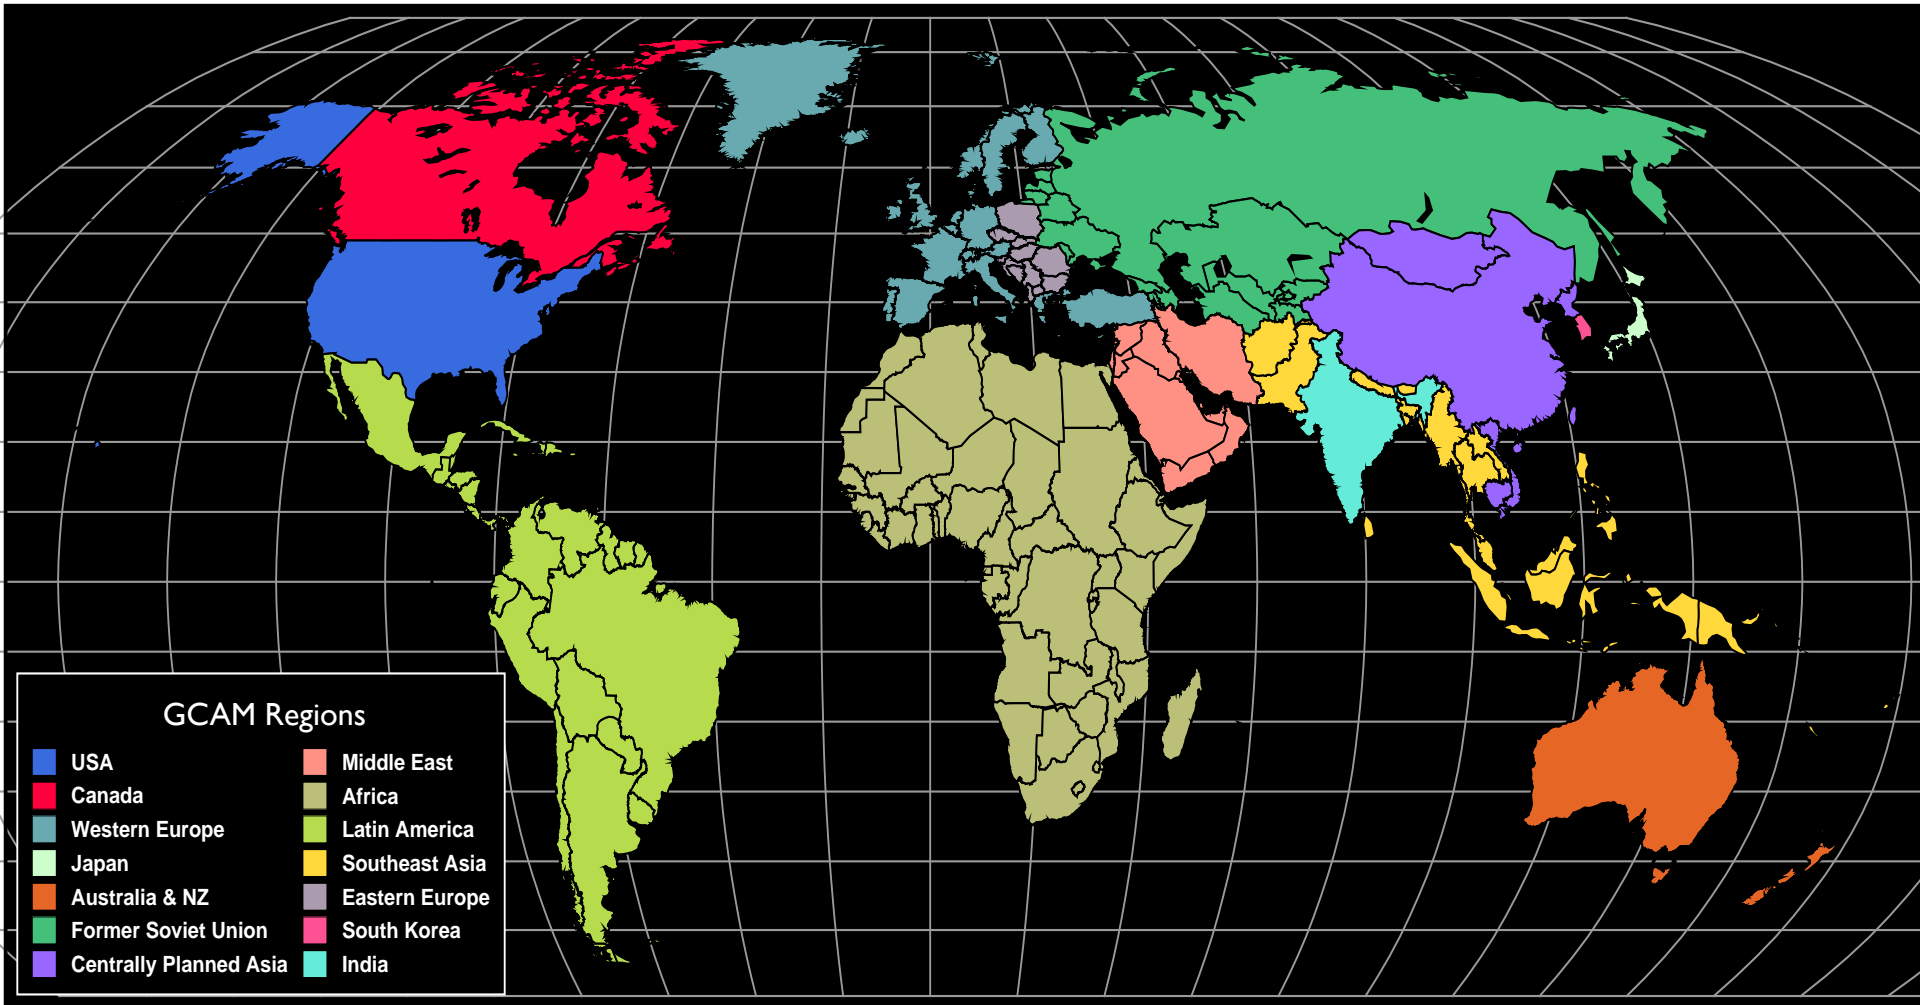 GCAM Regions
USA
Canada
Western Europe
Japan
Australia & NZ
Former Soviet Union
Centrally Planned Asia
Middle East
Africa
Latin America
Southeast Asia
Eastern Europe
South Korea
India